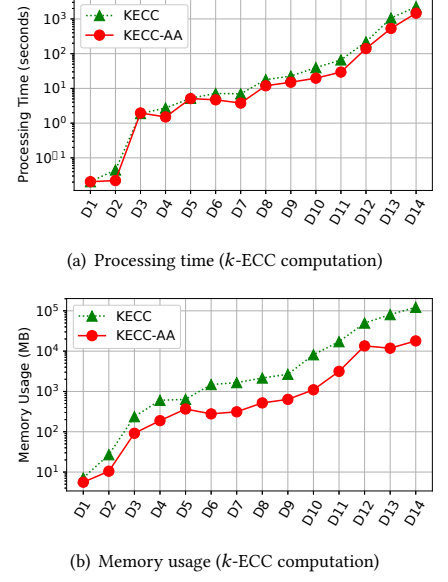 Processing Time (seconds)
10³
10²
10¹
10⁰
10⁻¹
KECC
KECC-AA
D1 D2 D3 D4 D5 D6 D7 D8 D9 D10 D11 D12 D13 D14
(a) Processing time (k-ECC computation)
Memory Usage (MB)
10⁵
10⁴
10³
10²
10¹
KECC
KECC-AA
D1 D2 D3 D4 D5 D6 D7 D8 D9 D10 D11 D12 D13 D14
(b) Memory usage (k-ECC computation)